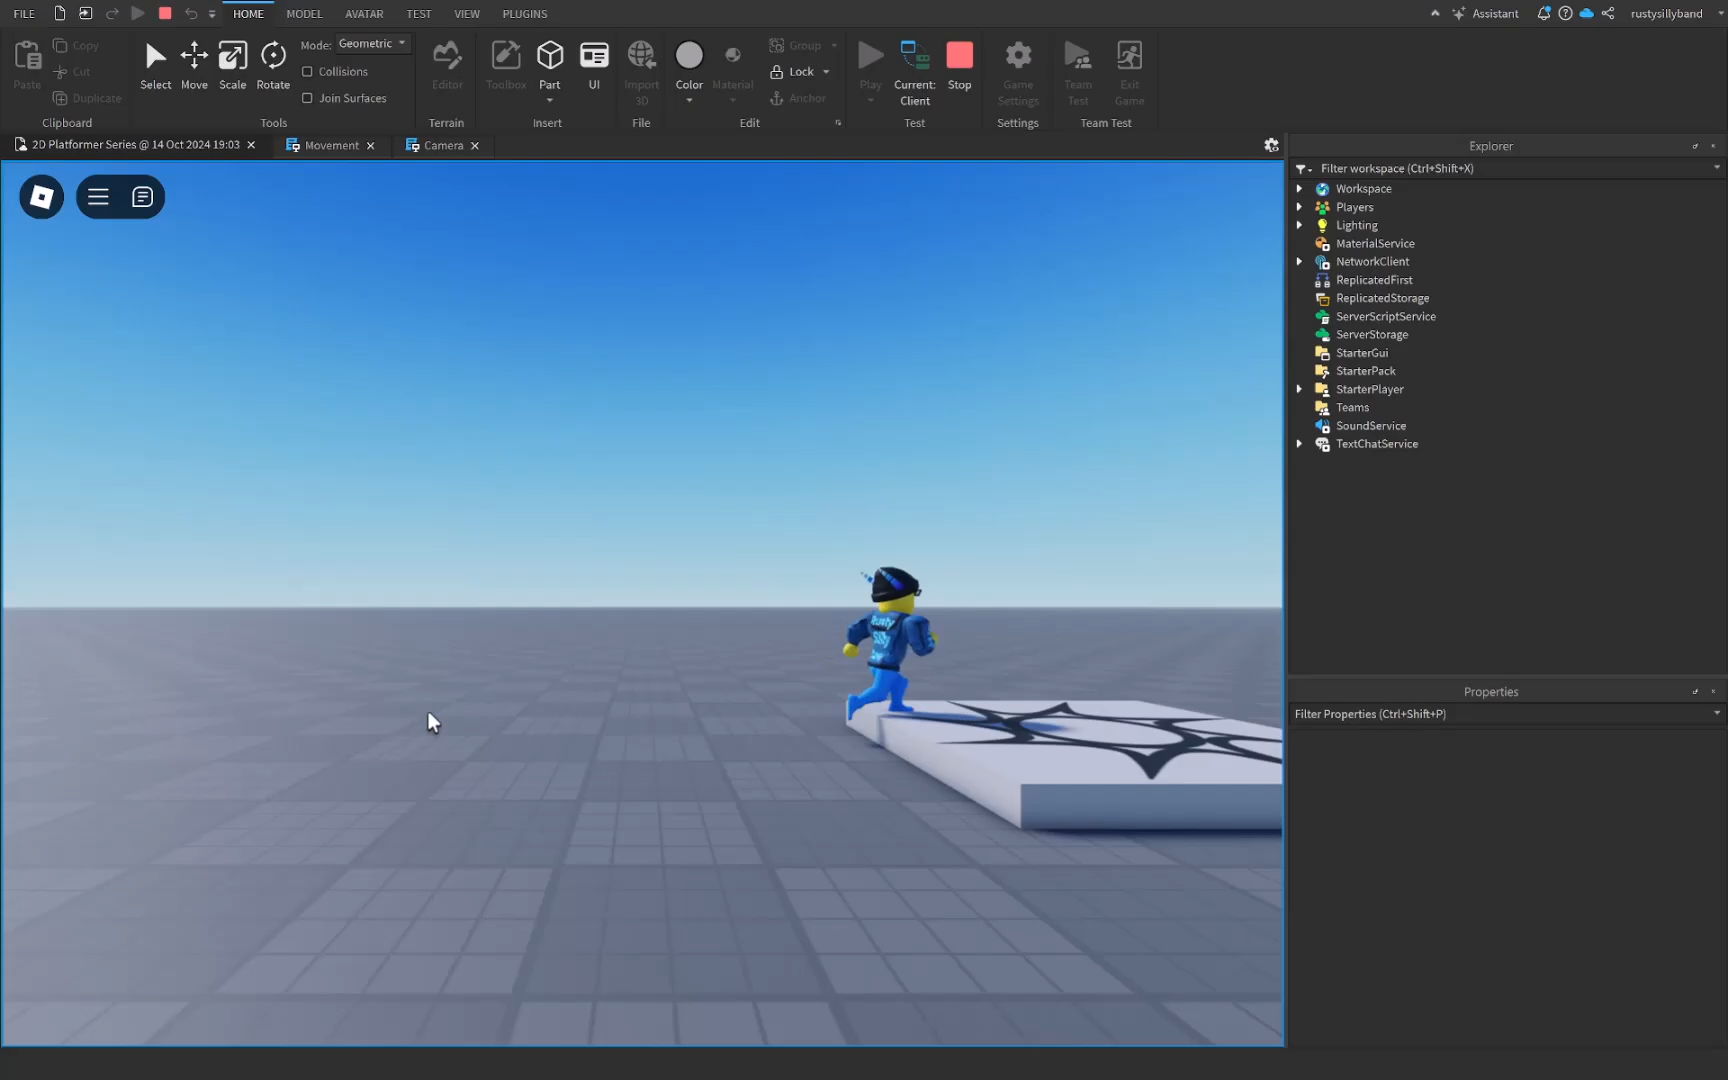 FILE HOME MODEL AVATAR TEST VIEW PLUGINS Assistant rustysillyband
Paste Copy Cut Duplicate
Clipboard
Select Move Scale Rotate
Mode: Geometric
Collisions
Join Surfaces
Tools
Editor
Terrain
Toolbox Part UI
Insert
Import 3D
File
Color Material Group Lock Anchor
Edit
Play Current: Client Stop
Test
Game Settings
Settings
Team Test Exit Game
Team Test
2D Platformer Series @ 14 Oct 2024 19:03 Movement Camera
Rusty
Silly
Explorer
Filter workspace (Ctrl+Shift+X)
Workspace
Players
Lighting
MaterialService
NetworkClient
ReplicatedFirst
ReplicatedStorage
ServerScriptService
ServerStorage
StarterGui
StarterPack
StarterPlayer
Teams
SoundService
TextChatService
Properties
Filter Properties (Ctrl+Shift+P)